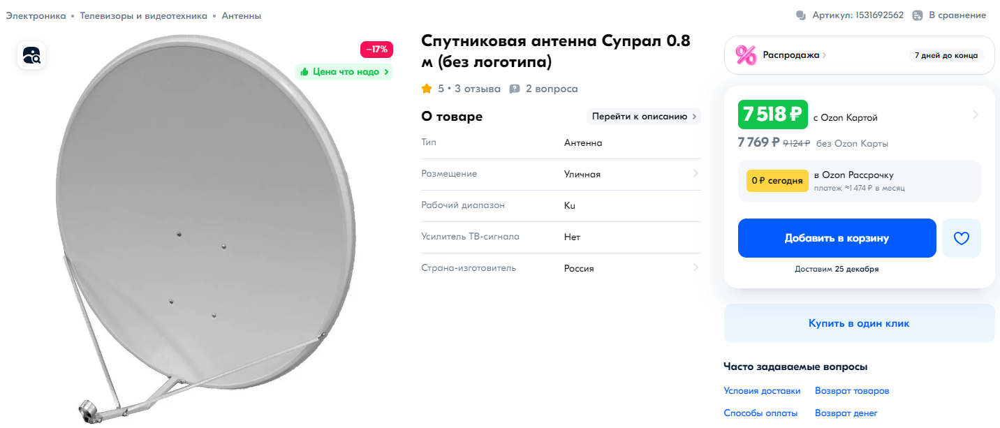 Электроника • Телевизоры и видеотехника • Антенны
Артикул: 1531692562 В сравнение
−17%
Цена что надо
Спутниковая антенна Супрал 0.8
м (без логотипа)
5 • 3 отзыва 2 вопроса
О товаре Перейти к описанию
Тип Антенна
Размещение Уличная
Рабочий диапазон Ku
Усилитель ТВ-сигнала Нет
Страна-изготовитель Россия
% Распродажа 7 дней до конца
7 518 ₽ с Ozon Картой
7 769 ₽ 9 124 ₽ без Ozon Карты
0 ₽ сегодня
в Ozon Рассрочку
платеж ≈1 474 ₽ в месяц
Добавить в корзину
Доставим 25 декабря
Купить в один клик
Часто задаваемые вопросы
Условия доставки Возврат товаров
Способы оплаты Возврат денег